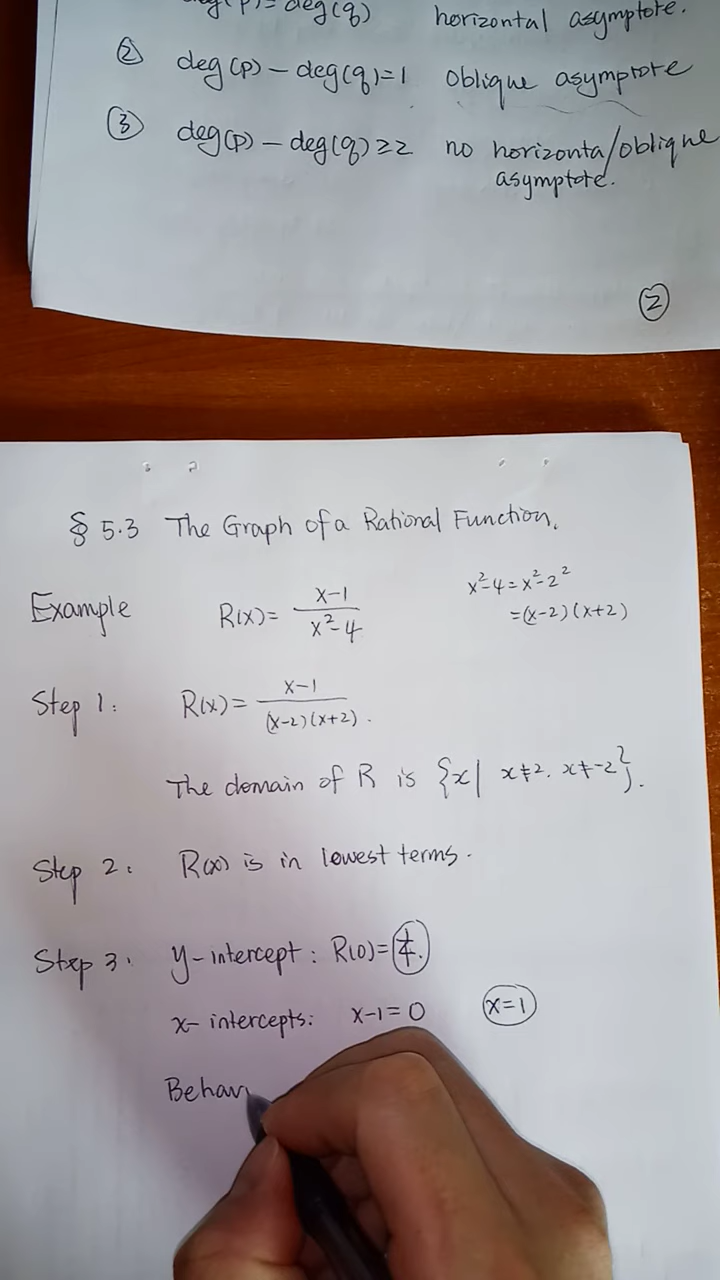 deg(p) = deg(q) horizontal asymptote.
② deg(p) - deg(q)=1 oblique asymptote
③ deg(p) - deg(q) ≥2 no horizonta/oblique
asymptote.
②
§ 5.3 The Graph of a Rational Function.
Example R(x)= (x-1)/(x²-4) x²-4=x²-2²
=(x-2)(x+2)
Step 1: R(x)= (x-1)/((x-2)(x+2)).
The domain of R is {x| x≠2. x≠-2}.
Step 2: R(x) is in lowest terms.
Step 3: y-intercept: R(0)=1/4.
x-intercepts: x-1=0 x=1
Behav